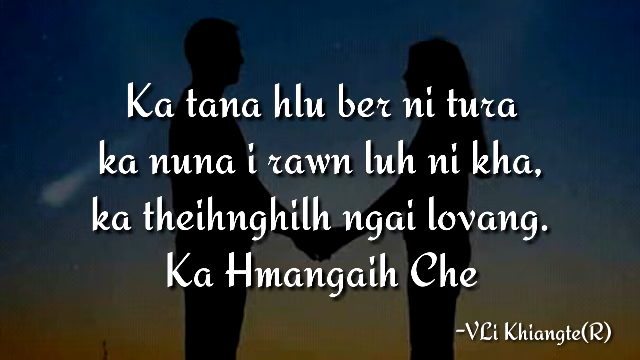 Ka tana hlu ber ni tura
ka nuna i rawn luh ni kha,
ka theihnghilh ngai lovang.
Ka Hmangaih Che
-VLi Khiangte(R)